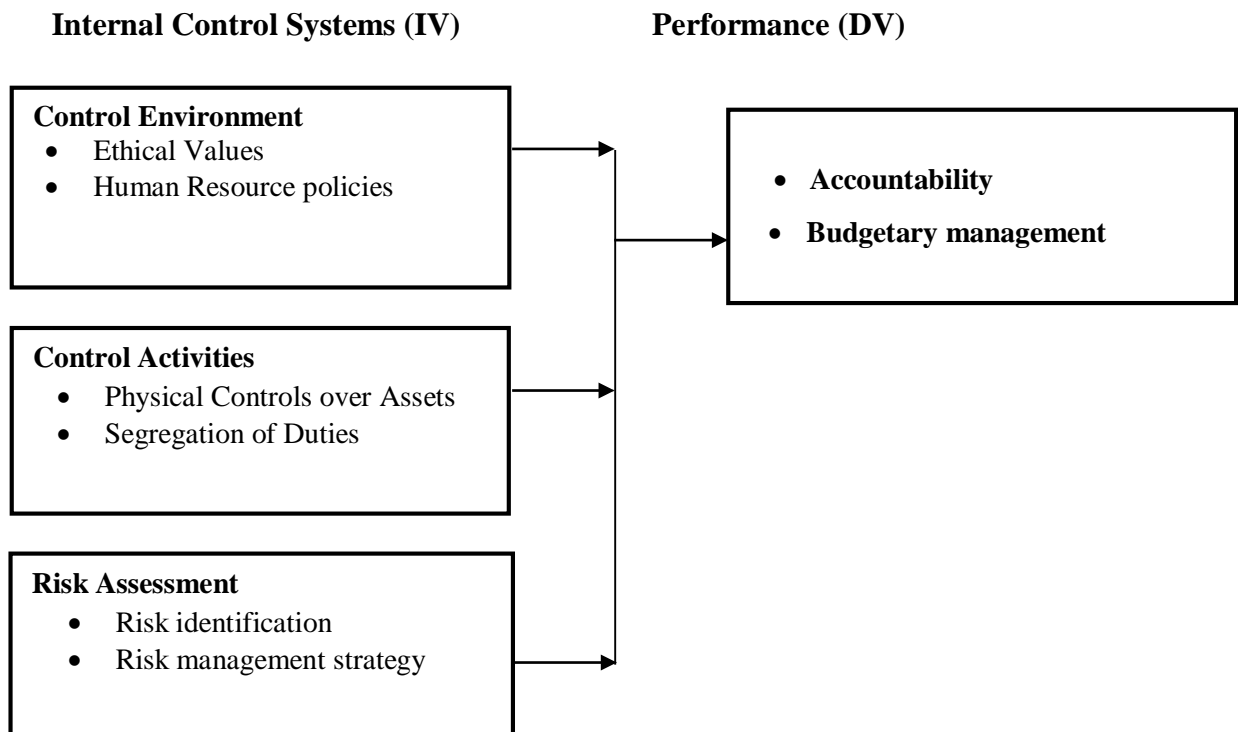 Internal Control Systems (IV)
Performance (DV)
Control Environment
• Ethical Values
• Human Resource policies
• Accountability
• Budgetary management
Control Activities
• Physical Controls over Assets
• Segregation of Duties
Risk Assessment
• Risk identification
• Risk management strategy